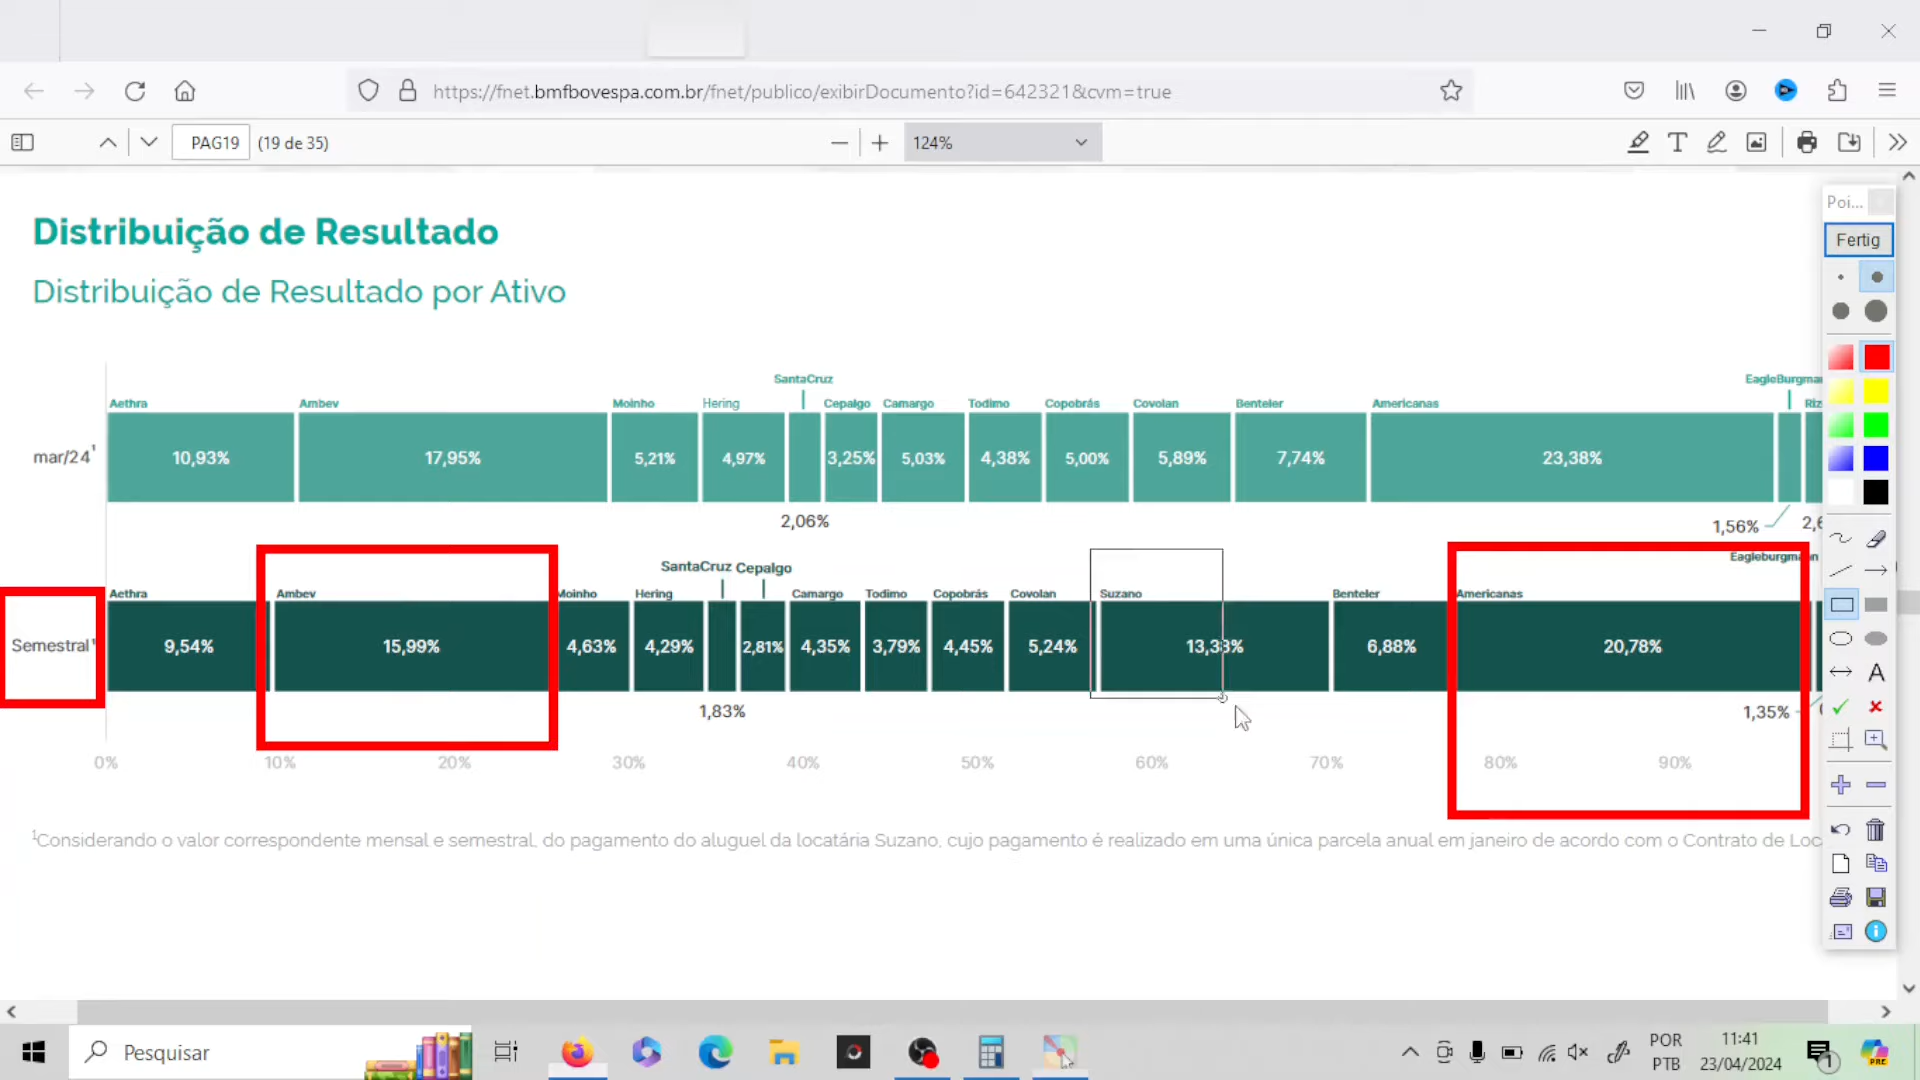 https://fnet.bmfbovespa.com.br/fnet/publico/exibirDocumento?id=642321&cvm=true
PAG19 (19 de 35)
124%
Poi...
Fertig
Distribuição de Resultado
Distribuição de Resultado por Ativo
SantaCruz
Aethra Ambev Moinho Hering Cepalgo Camargo Todimo Copobrás Covolan Benteler Americanas
mar/24¹ 10,93% 17,95% 5,21% 4,97% 3,25% 5,03% 4,38% 5,00% 5,89% 7,74% 23,38%
2,06% 1,56%
SantaCruz Cepalgo
Aethra Ambev Moinho Hering Camargo Todimo Copobrás Covolan Suzano Benteler Americanas
Semestral¹ 9,54% 15,99% 4,63% 4,29% 2,81% 4,35% 3,79% 4,45% 5,24% 13,33% 6,88% 20,78%
1,83% 1,35%
0% 10% 20% 30% 40% 50% 60% 70% 80% 90%
¹Considerando o valor correspondente mensal e semestral, do pagamento do aluguel da locatária Suzano, cujo pagamento é realizado em uma única parcela anual em janeiro de acordo com o Contrato de Loc
A
Pesquisar
POR
PTB
11:41
23/04/2024
1
PRE